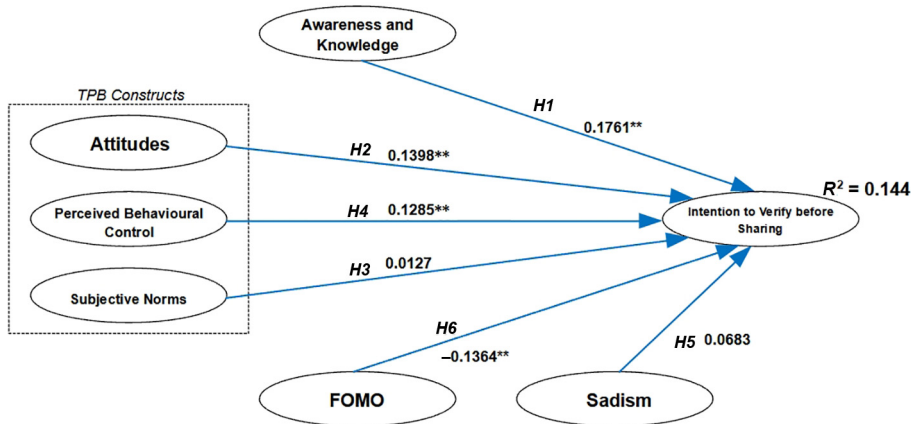 Awareness and
Knowledge
TPB Constructs
H1
0.1761**
Attitudes
H2 0.1398**
R² = 0.144
Perceived Behavioural
Control
H4 0.1285**
Intention to Verify before
Sharing
H3 0.0127
Subjective Norms
H6
–0.1364**
H5 0.0683
FOMO
Sadism